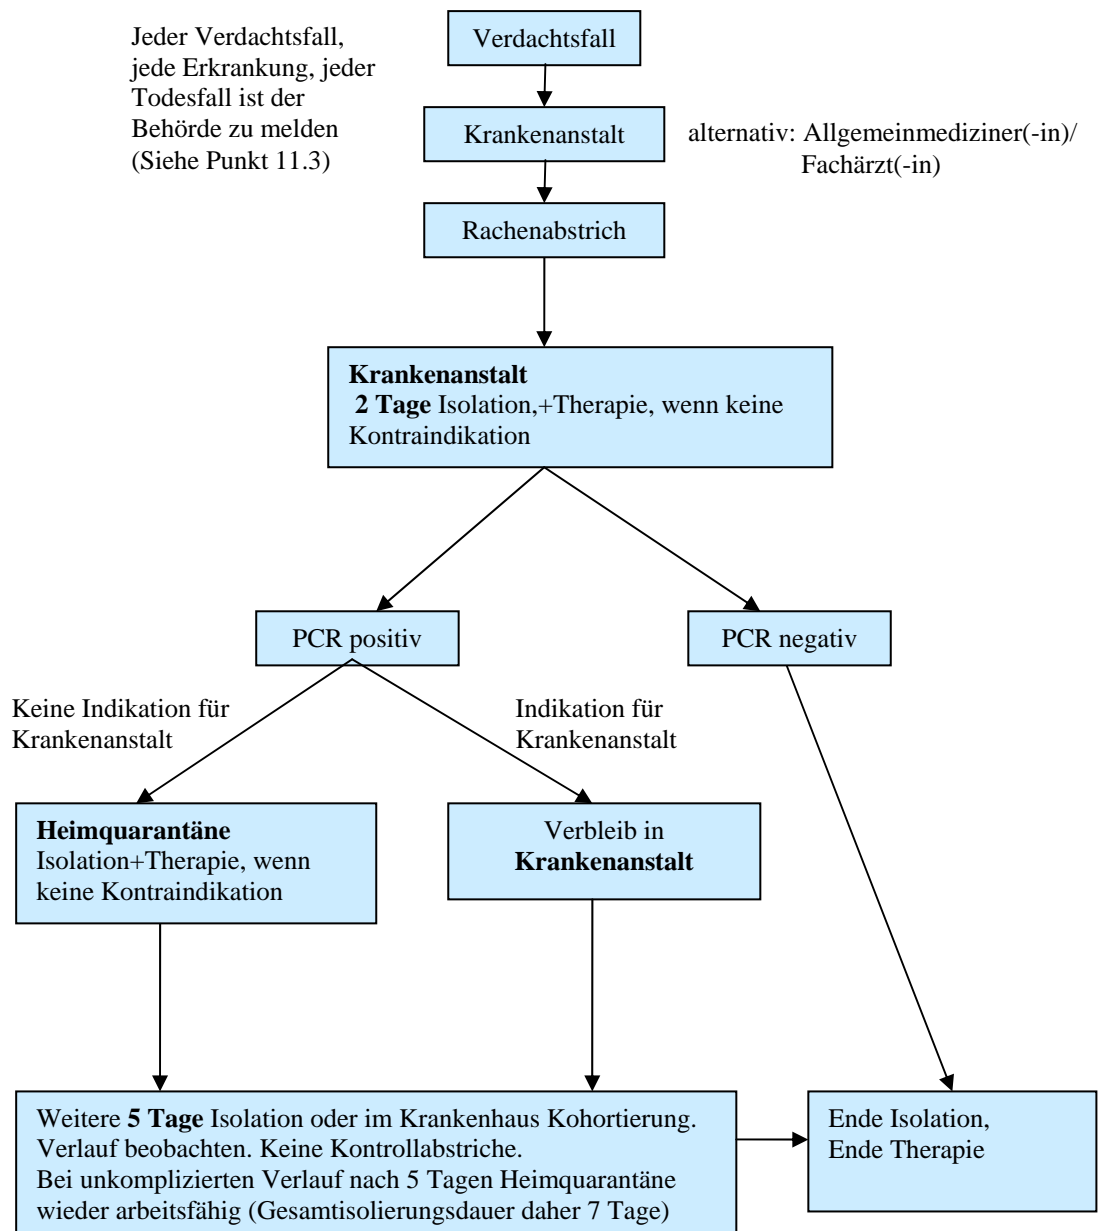 Jeder Verdachtsfall,
jede Erkrankung, jeder
Todesfall ist der
Behörde zu melden
(Siehe Punkt 11.3)
Verdachtsfall
Krankenanstalt
alternativ: Allgemeinmediziner(-in)/
Fachärzt(-in)
Rachenabstrich
Krankenanstalt
2 Tage Isolation,+Therapie, wenn keine
Kontraindikation
PCR positiv
PCR negativ
Keine Indikation für
Krankenanstalt
Indikation für
Krankenanstalt
Heimquarantäne
Isolation+Therapie, wenn
keine Kontraindikation
Verbleib in
Krankenanstalt
Weitere 5 Tage Isolation oder im Krankenhaus Kohortierung.
Verlauf beobachten. Keine Kontrollabstriche.
Bei unkomplizierten Verlauf nach 5 Tagen Heimquarantäne
wieder arbeitsfähig (Gesamtisolierungsdauer daher 7 Tage)
Ende Isolation,
Ende Therapie